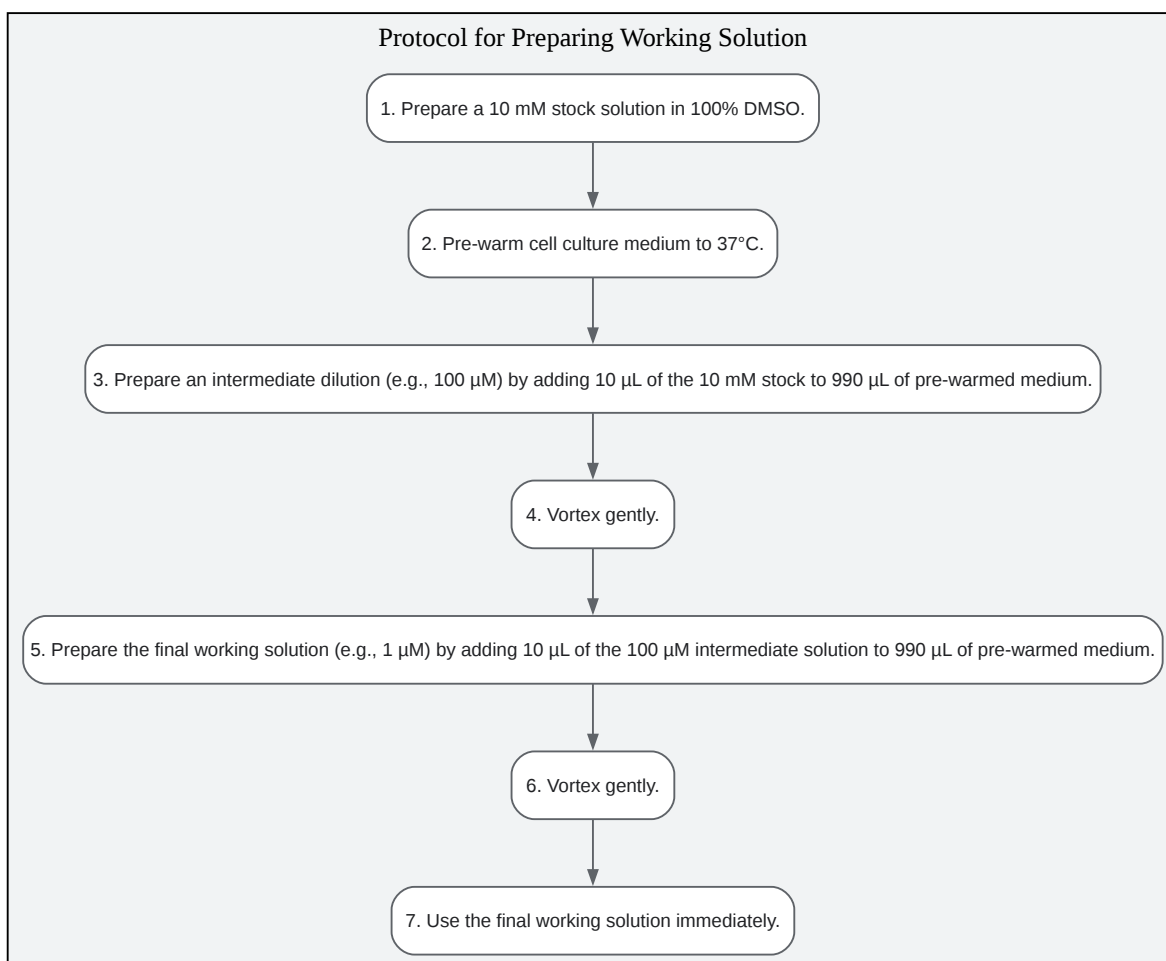 Protocol for Preparing Working Solution
1. Prepare a 10 mM stock solution in 100% DMSO.
2. Pre-warm cell culture medium to 37°C.
3. Prepare an intermediate dilution (e.g., 100 µM) by adding 10 µL of the 10 mM stock to 990 µL of pre-warmed medium.
4. Vortex gently.
5. Prepare the final working solution (e.g., 1 µM) by adding 10 µL of the 100 µM intermediate solution to 990 µL of pre-warmed medium.
6. Vortex gently.
7. Use the final working solution immediately.